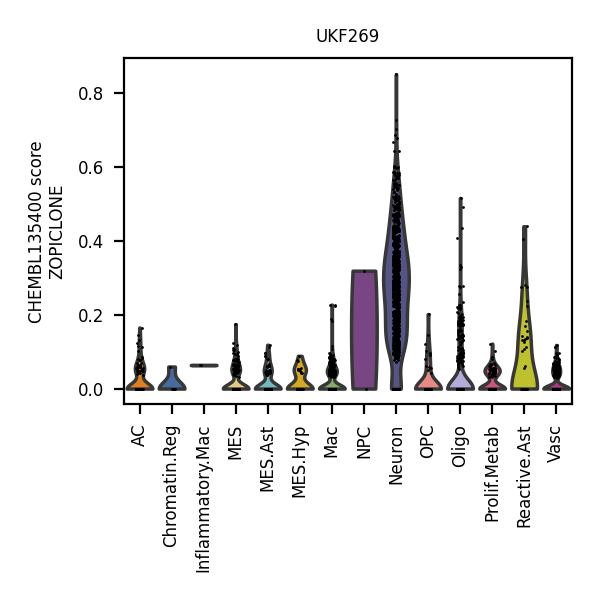 UKF269
CHEMBL135400 score
ZOPICLONE
0.8
0.6
0.4
0.2
0.0
AC
Chromatin.Reg
Inflammatory.Mac
MES
MES.Ast
MES.Hyp
Mac
NPC
Neuron
OPC
Oligo
Prolif.Metab
Reactive.Ast
Vasc